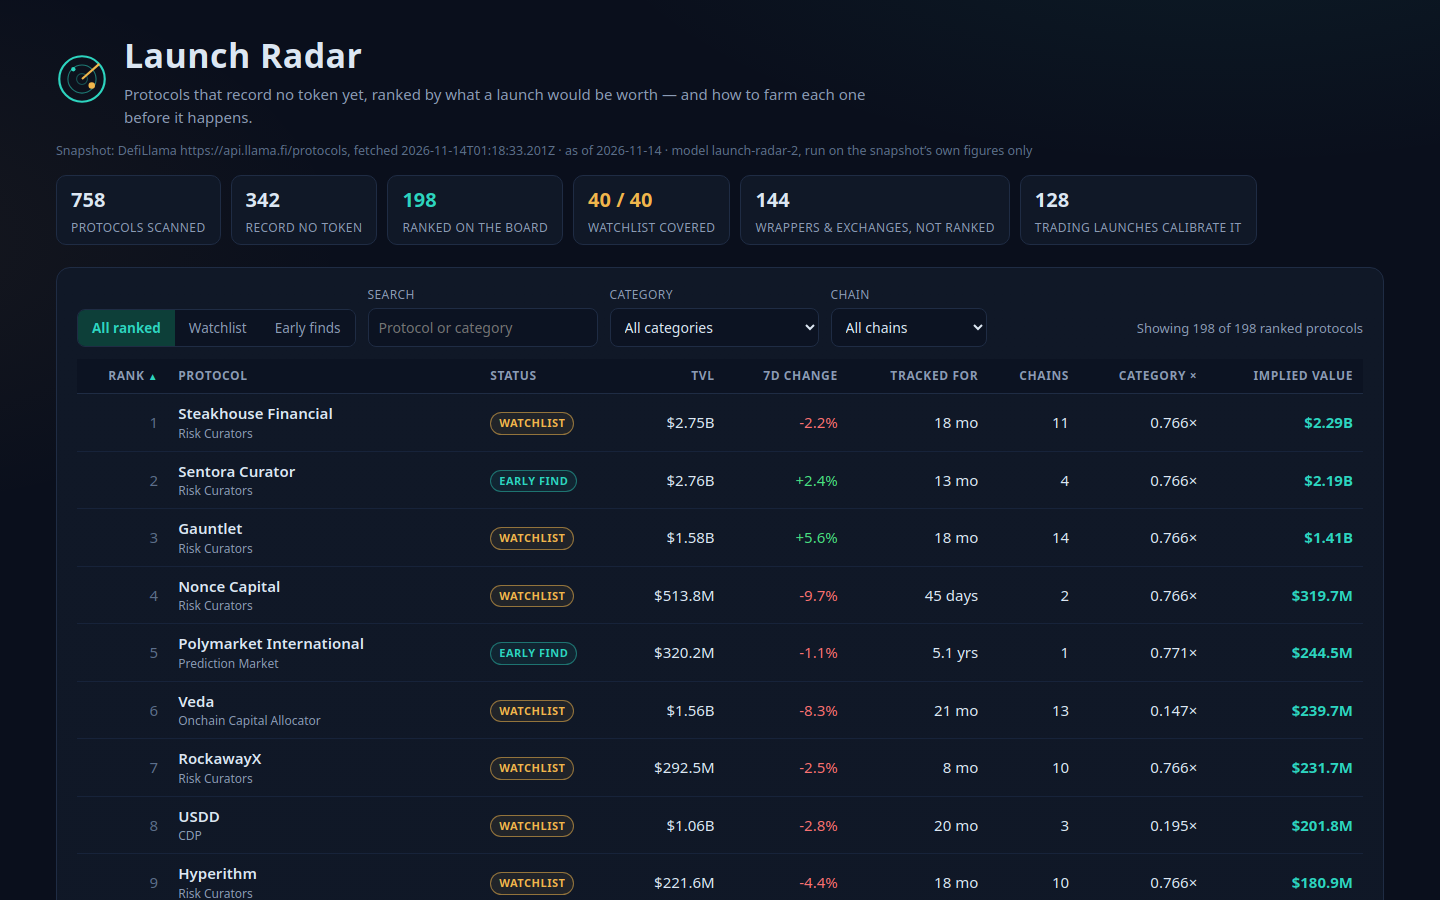 Launch Radar
Protocols that record no token yet, ranked by what a launch would be worth — and how to farm each one
before it happens.
Snapshot: DefiLlama https://api.llama.fi/protocols, fetched 2026-11-14T01:18:33.201Z · as of 2026-11-14 · model launch-radar-2, run on the snapshot's own figures only
758
PROTOCOLS SCANNED
342
RECORD NO TOKEN
198
RANKED ON THE BOARD
40 / 40
WATCHLIST COVERED
144
WRAPPERS & EXCHANGES, NOT RANKED
128
TRADING LAUNCHES CALIBRATE IT
SEARCH CATEGORY CHAIN
All ranked Watchlist Early finds Protocol or category All categories All chains Showing 198 of 198 ranked protocols
RANK ▲ PROTOCOL STATUS TVL 7D CHANGE TRACKED FOR CHAINS CATEGORY × IMPLIED VALUE
1 Steakhouse Financial WATCHLIST $2.75B -2.2% 18 mo 11 0.766× $2.29B
Risk Curators
2 Sentora Curator EARLY FIND $2.76B +2.4% 13 mo 4 0.766× $2.19B
Risk Curators
3 Gauntlet WATCHLIST $1.58B +5.6% 18 mo 14 0.766× $1.41B
Risk Curators
4 Nonce Capital WATCHLIST $513.8M -9.7% 45 days 2 0.766× $319.7M
Risk Curators
5 Polymarket International EARLY FIND $320.2M -1.1% 5.1 yrs 1 0.771× $244.5M
Prediction Market
6 Veda WATCHLIST $1.56B -8.3% 21 mo 13 0.147× $239.7M
Onchain Capital Allocator
7 RockawayX WATCHLIST $292.5M -2.5% 8 mo 10 0.766× $231.7M
Risk Curators
8 USDD WATCHLIST $1.06B -2.8% 20 mo 3 0.195× $201.8M
CDP
9 Hyperithm WATCHLIST $221.6M -4.4% 18 mo 10 0.766× $180.9M
Risk Curators